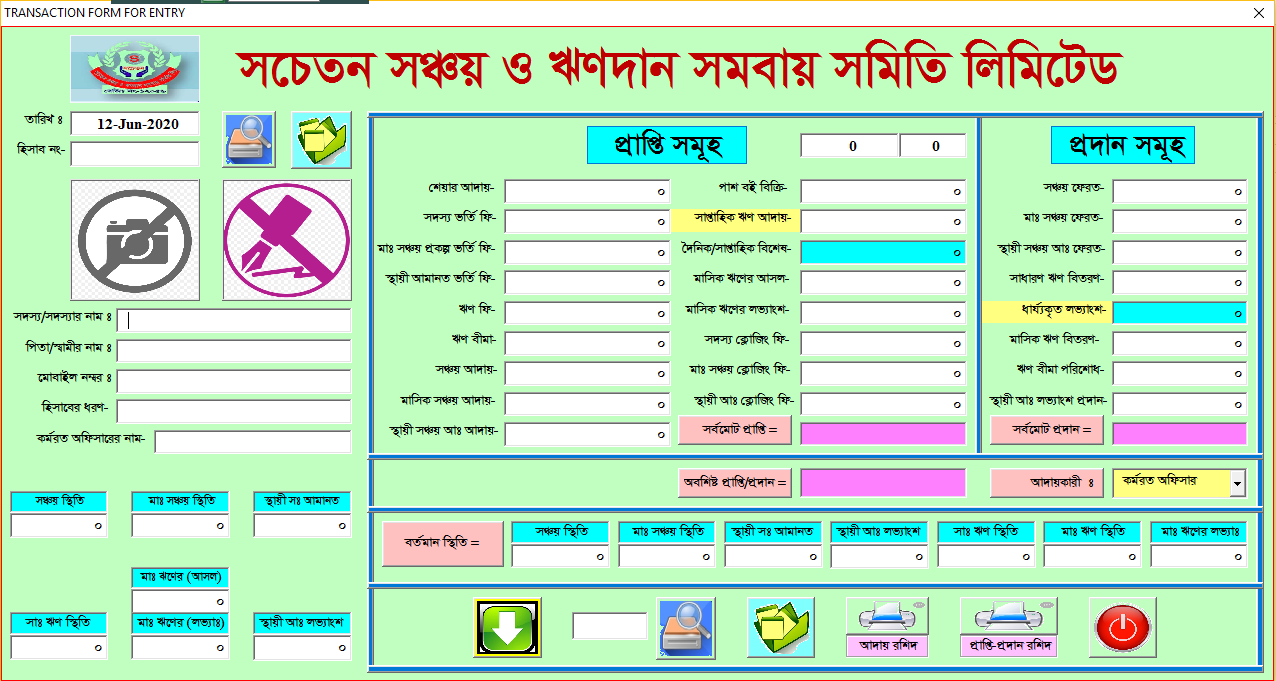 TRANSACTION FORM FOR ENTRY
সচেতন সঞ্চয় ও ঋণদান সমবায় সমিতি লিমিটেড
তারিখ ঃ 12-Jun-2020
হিসাব নং-
সদস্য/সদস্যার নাম ঃ
পিতা/স্বামীর নাম ঃ
মোবাইল নম্বর ঃ
হিসাবের ধরণ-
কর্মরত অফিসারের নাম-
সঞ্চয় স্থিতি মাঃ সঞ্চয় স্থিতি স্থায়ী সঃ আমানত
০ ০ ০
মাঃ ঋণের (আসল)
০
সাঃ ঋণ স্থিতি মাঃ ঋণের (লভ্যাঃ) স্থায়ী আঃ লভ্যাংশ
০ ০ ০
প্রাপ্তি সমূহ 0 0
শেয়ার আদায়- ০ পাশ বই বিক্রি- ০
সদস্য ভর্তি ফি- ০ সাপ্তাহিক ঋণ আদায়- ০
মাঃ সঞ্চয় প্রকল্প ভর্তি ফি- ০ দৈনিক/সাপ্তাহিক বিশেষ- ০
স্থায়ী আমানত ভর্তি ফি- ০ মাসিক ঋণের আসল- ০
ঋণ ফি- ০ মাসিক ঋণের লভ্যাংশ- ০
ঋণ বীমা- ০ সদস্য ক্লোজিং ফি- ০
সঞ্চয় আদায়- ০ মাঃ সঞ্চয় ক্লোজিং ফি- ০
মাসিক সঞ্চয় আদায়- ০ স্থায়ী আঃ ক্লোজিং ফি- ০
স্থায়ী সঞ্চয় আঃ আদায়- ০ সর্বমোট প্রাপ্তি =
প্রদান সমূহ
সঞ্চয় ফেরত- ০
মাঃ সঞ্চয় ফেরত- ০
স্থায়ী সঞ্চয় আঃ ফেরত- ০
সাধারণ ঋণ বিতরণ- ০
ধার্য্যকৃত লভ্যাংশ- ০
মাসিক ঋণ বিতরণ- ০
ঋণ বীমা পরিশোধ- ০
স্থায়ী আঃ লভ্যাংশ প্রদান- ০
সর্বমোট প্রদান =
অবশিষ্ট প্রাপ্তি/প্রদান = আদায়কারী ঃ কর্মরত অফিসার
বর্তমান স্থিতি =
সঞ্চয় স্থিতি মাঃ সঞ্চয় স্থিতি স্থায়ী সঃ আমানত স্থায়ী আঃ লভ্যাংশ সাঃ ঋণ স্থিতি মাঃ ঋণ স্থিতি মাঃ ঋণের লভ্যাঃ
০ ০ ০ ০ ০ ০ ০
আদায় রশিদ প্রাপ্তি-প্রদান রশিদ